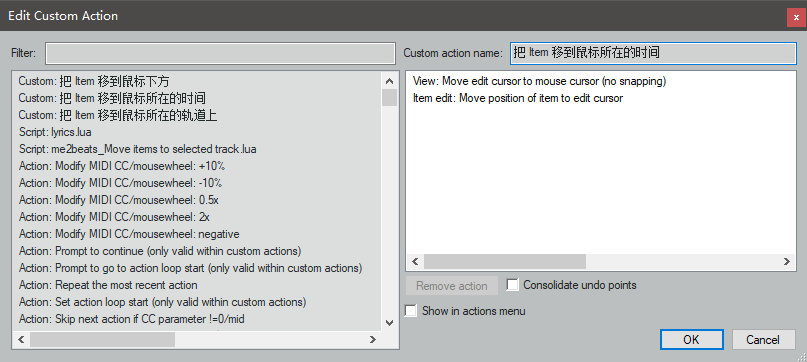 Edit Custom Action
Filter:
Custom action name: 把 Item 移到鼠标所在的时间
Custom: 把 Item 移到鼠标下方
Custom: 把 Item 移到鼠标所在的时间
Custom: 把 Item 移到鼠标所在的轨道上
Script: lyrics.lua
Script: me2beats_Move items to selected track.lua
Action: Modify MIDI CC/mousewheel: +10%
Action: Modify MIDI CC/mousewheel: -10%
Action: Modify MIDI CC/mousewheel: 0.5x
Action: Modify MIDI CC/mousewheel: 2x
Action: Modify MIDI CC/mousewheel: negative
Action: Prompt to continue (only valid within custom actions)
Action: Prompt to go to action loop start (only valid within custom actions)
Action: Repeat the most recent action
Action: Set action loop start (only valid within custom actions)
Action: Skip next action if CC parameter !=0/mid
View: Move edit cursor to mouse cursor (no snapping)
Item edit: Move position of item to edit cursor
Remove action
Consolidate undo points
Show in actions menu
OK
Cancel